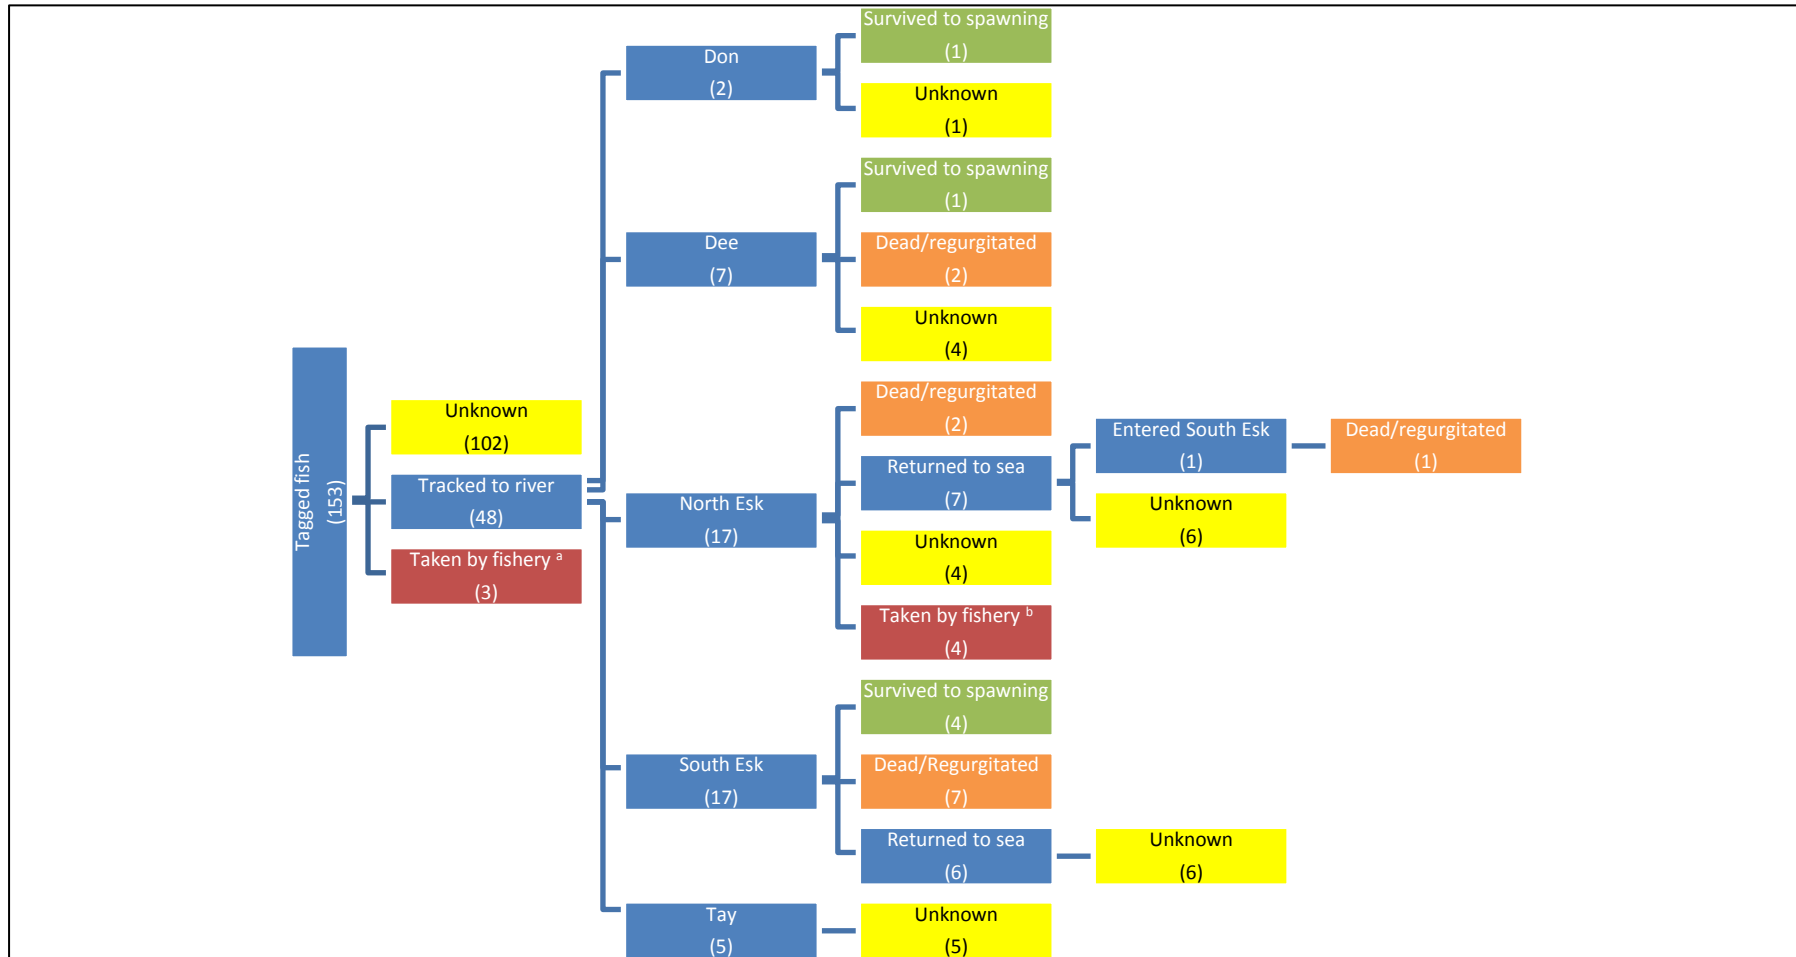 Tagged fish
(153)
Unknown
(102)
Tracked to river
(48)
Taken by fishery ᵃ
(3)
Don
(2)
Survived to spawning
(1)
Unknown
(1)
Dee
(7)
Survived to spawning
(1)
Dead/regurgitated
(2)
Unknown
(4)
North Esk
(17)
Dead/regurgitated
(2)
Returned to sea
(7)
Entered South Esk
(1)
Dead/regurgitated
(1)
Unknown
(6)
Unknown
(4)
Taken by fishery ᵇ
(4)
South Esk
(17)
Survived to spawning
(4)
Dead/Regurgitated
(7)
Returned to sea
(6)
Unknown
(6)
Tay
(5)
Unknown
(5)